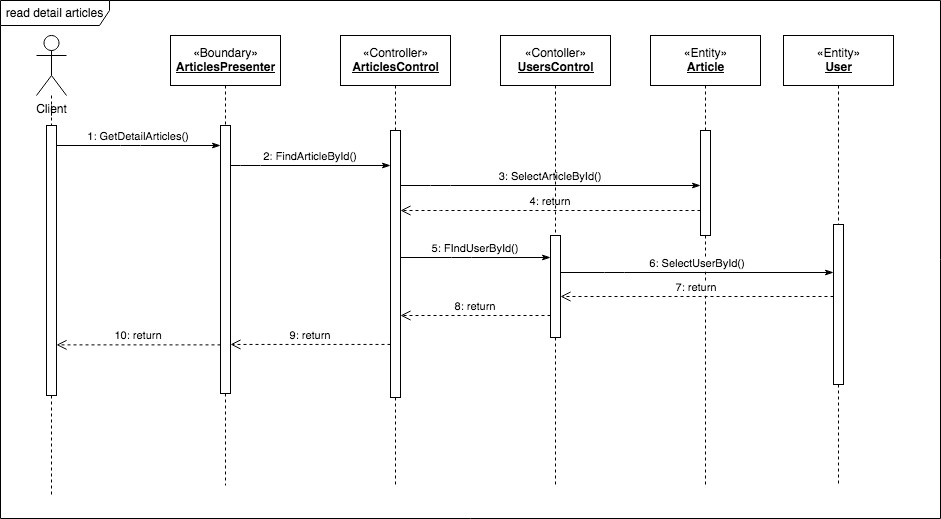 read detail articles
«Boundary»
ArticlesPresenter
«Controller»
ArticlesControl
«Contoller»
UsersControl
«Entity»
Article
«Entity»
User
Client
1: GetDetailArticles()
2: FindArticleById()
3: SelectArticleById()
4: return
5: FIndUserById()
6: SelectUserById()
7: return
8: return
9: return
10: return